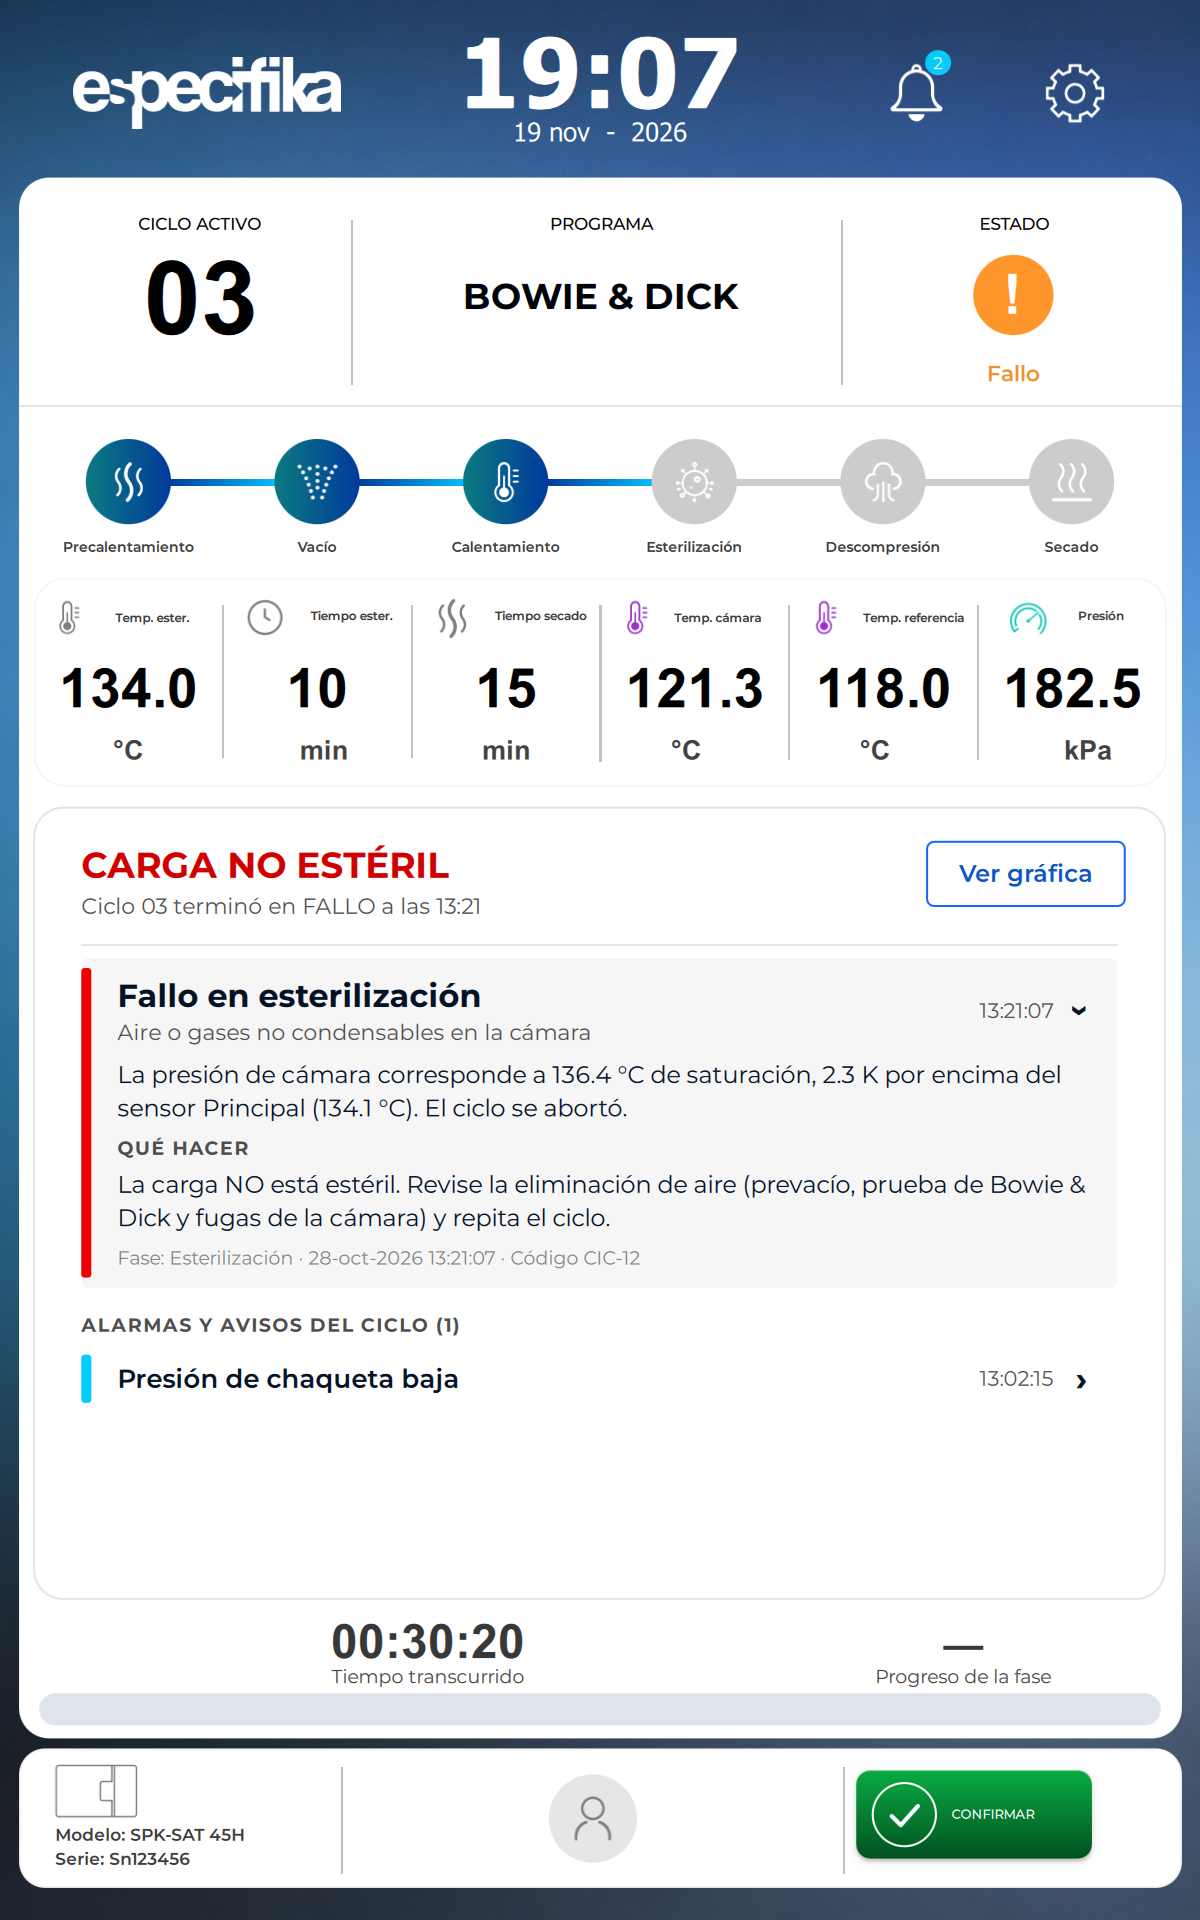 especifika
19:07
19 nov - 2026
2
CICLO ACTIVO
03
PROGRAMA
BOWIE & DICK
ESTADO
!
Fallo
Precalentamiento
Vacío
Calentamiento
Esterilización
Descompresión
Secado
Temp. ester.
134.0
°C
Tiempo ester.
10
min
Tiempo secado
15
min
Temp. cámara
121.3
°C
Temp. referencia
118.0
°C
Presión
182.5
kPa
CARGA NO ESTÉRIL
Ciclo 03 terminó en FALLO a las 13:21
Ver gráfica
Fallo en esterilización
Aire o gases no condensables en la cámara
13:21:07
La presión de cámara corresponde a 136.4 °C de saturación, 2.3 K por encima del
sensor Principal (134.1 °C). El ciclo se abortó.
QUÉ HACER
La carga NO está estéril. Revise la eliminación de aire (prevacío, prueba de Bowie &
Dick y fugas de la cámara) y repita el ciclo.
Fase: Esterilización · 28-oct-2026 13:21:07 · Código CIC-12
ALARMAS Y AVISOS DEL CICLO (1)
Presión de chaqueta baja
13:02:15
00:30:20
Tiempo transcurrido
—
Progreso de la fase
Modelo: SPK-SAT 45H
Serie: Sn123456
CONFIRMAR